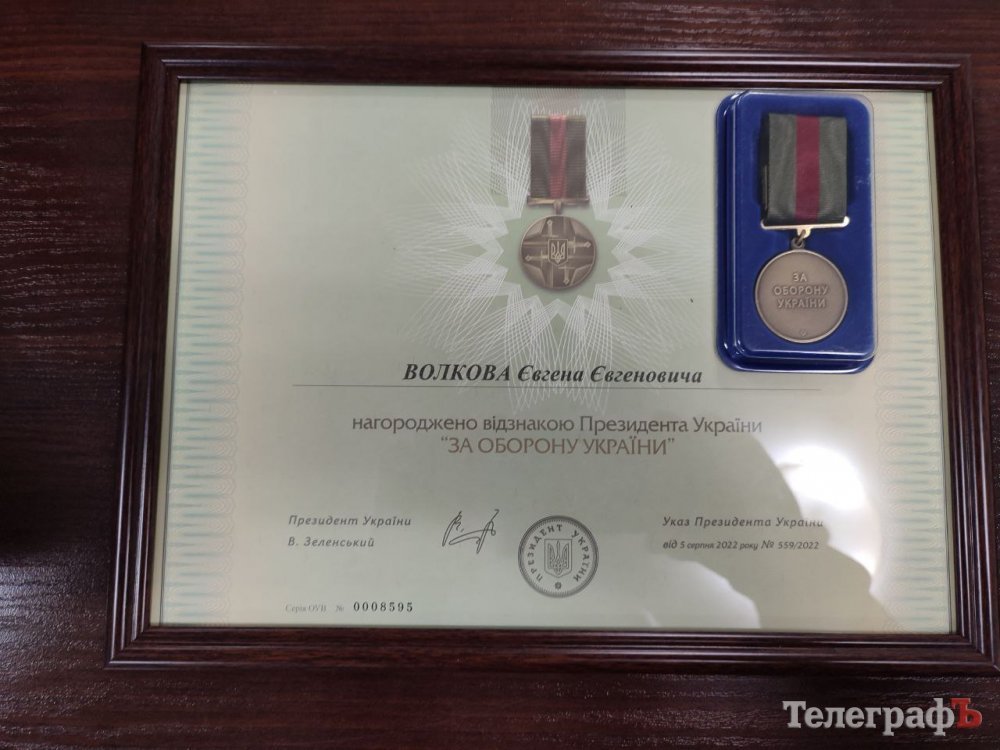 ЗА
ОБОРОНУ
УКРАЇНИ
ВОЛКОВА Євгена Євгеновича
нагороджено відзнакою Президента України
“ЗА ОБОРОНУ УКРАЇНИ”
Президент України
В. Зеленський
ПРЕЗИДЕНТ УКРАЇНИ
Указ Президента України
від 5 серпня 2022 року № 559/2022
Серія OVB № 0008595
ТелеграфЪ